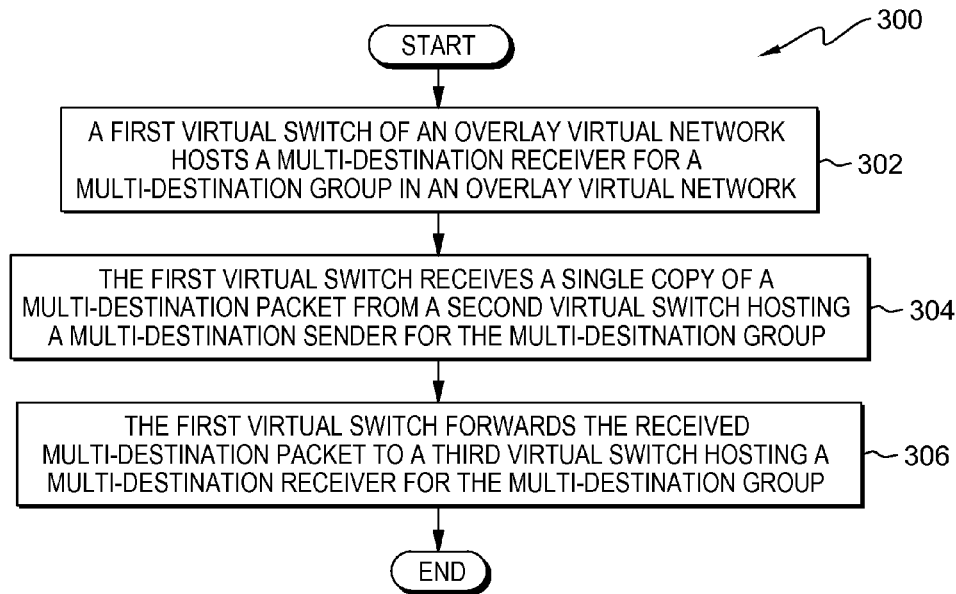 300
START
A FIRST VIRTUAL SWITCH OF AN OVERLAY VIRTUAL NETWORK
HOSTS A MULTI-DESTINATION RECEIVER FOR A
MULTI-DESTINATION GROUP IN AN OVERLAY VIRTUAL NETWORK
302
THE FIRST VIRTUAL SWITCH RECEIVES A SINGLE COPY OF A
MULTI-DESTINATION PACKET FROM A SECOND VIRTUAL SWITCH HOSTING
A MULTI-DESTINATION SENDER FOR THE MULTI-DESITNATION GROUP
304
THE FIRST VIRTUAL SWITCH FORWARDS THE RECEIVED
MULTI-DESTINATION PACKET TO A THIRD VIRTUAL SWITCH HOSTING A
MULTI-DESTINATION RECEIVER FOR THE MULTI-DESTINATION GROUP
306
END